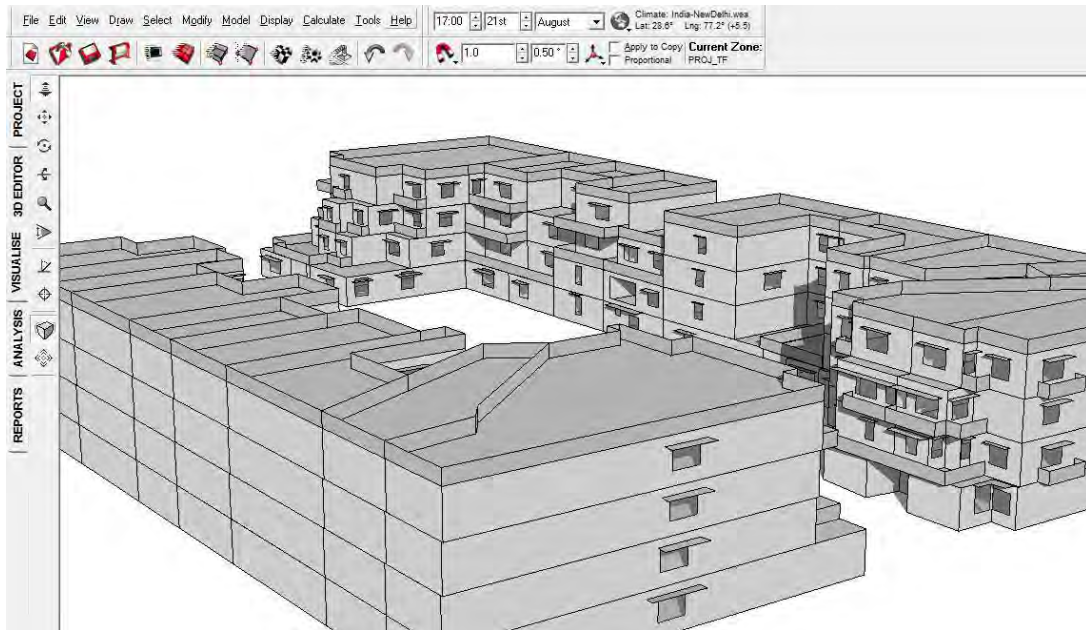 File Edit View Draw Select Modify Model Display Calculate Tools Help
17:00 21st August
Climate: India-NewDelhi.wea
Lat: 28.6° Lng: 77.2° (+5.5)
1.0 0.50°
Apply to Copy
Proportional
Current Zone:
PROJ_TF
PROJECT
3D EDITOR
VISUALISE
ANALYSIS
REPORTS